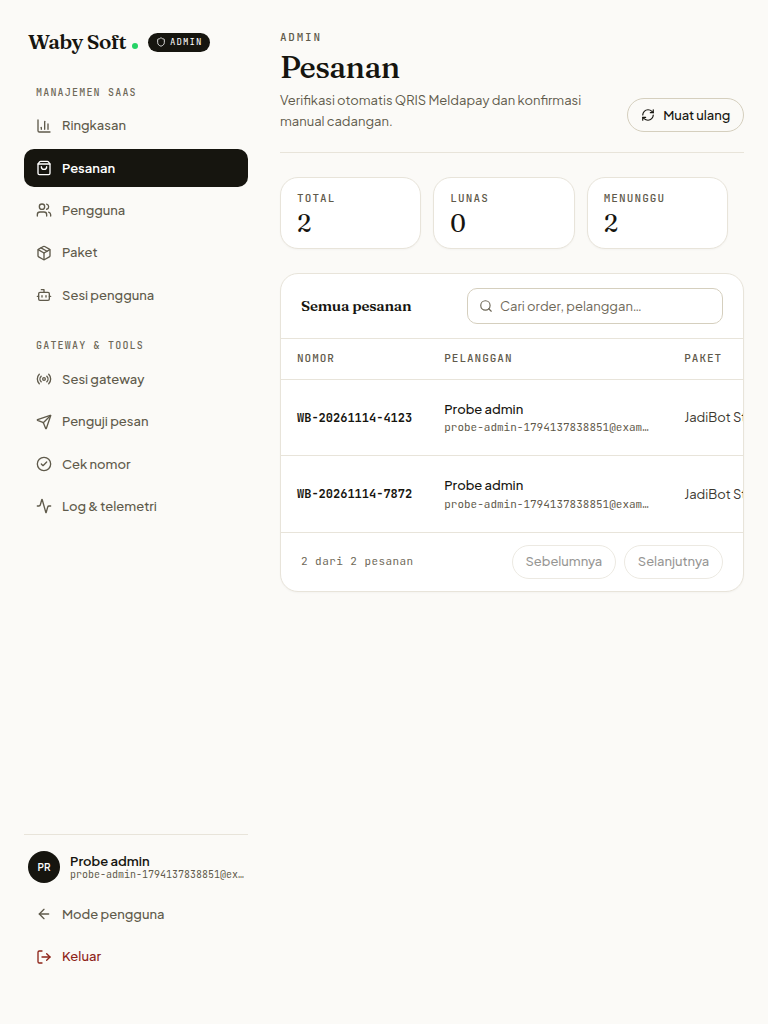 Waby Soft
ADMIN
MANAJEMEN SAAS
Ringkasan
Pesanan
Pengguna
Paket
Sesi pengguna
GATEWAY & TOOLS
Sesi gateway
Penguji pesan
Cek nomor
Log & telemetri
PR
Probe admin
probe-admin-1794137838851@ex…
Mode pengguna
Keluar
ADMIN
Pesanan
Verifikasi otomatis QRIS Meldapay dan konfirmasi
manual cadangan.
Muat ulang
TOTAL
2
LUNAS
0
MENUNGGU
2
Semua pesanan
Cari order, pelanggan…
NOMOR PELANGGAN PAKET
WB-20261114-4123 Probe admin JadiBot St
probe-admin-1794137838851@exam…
WB-20261114-7872 Probe admin JadiBot St
probe-admin-1794137838851@exam…
2 dari 2 pesanan
Sebelumnya
Selanjutnya